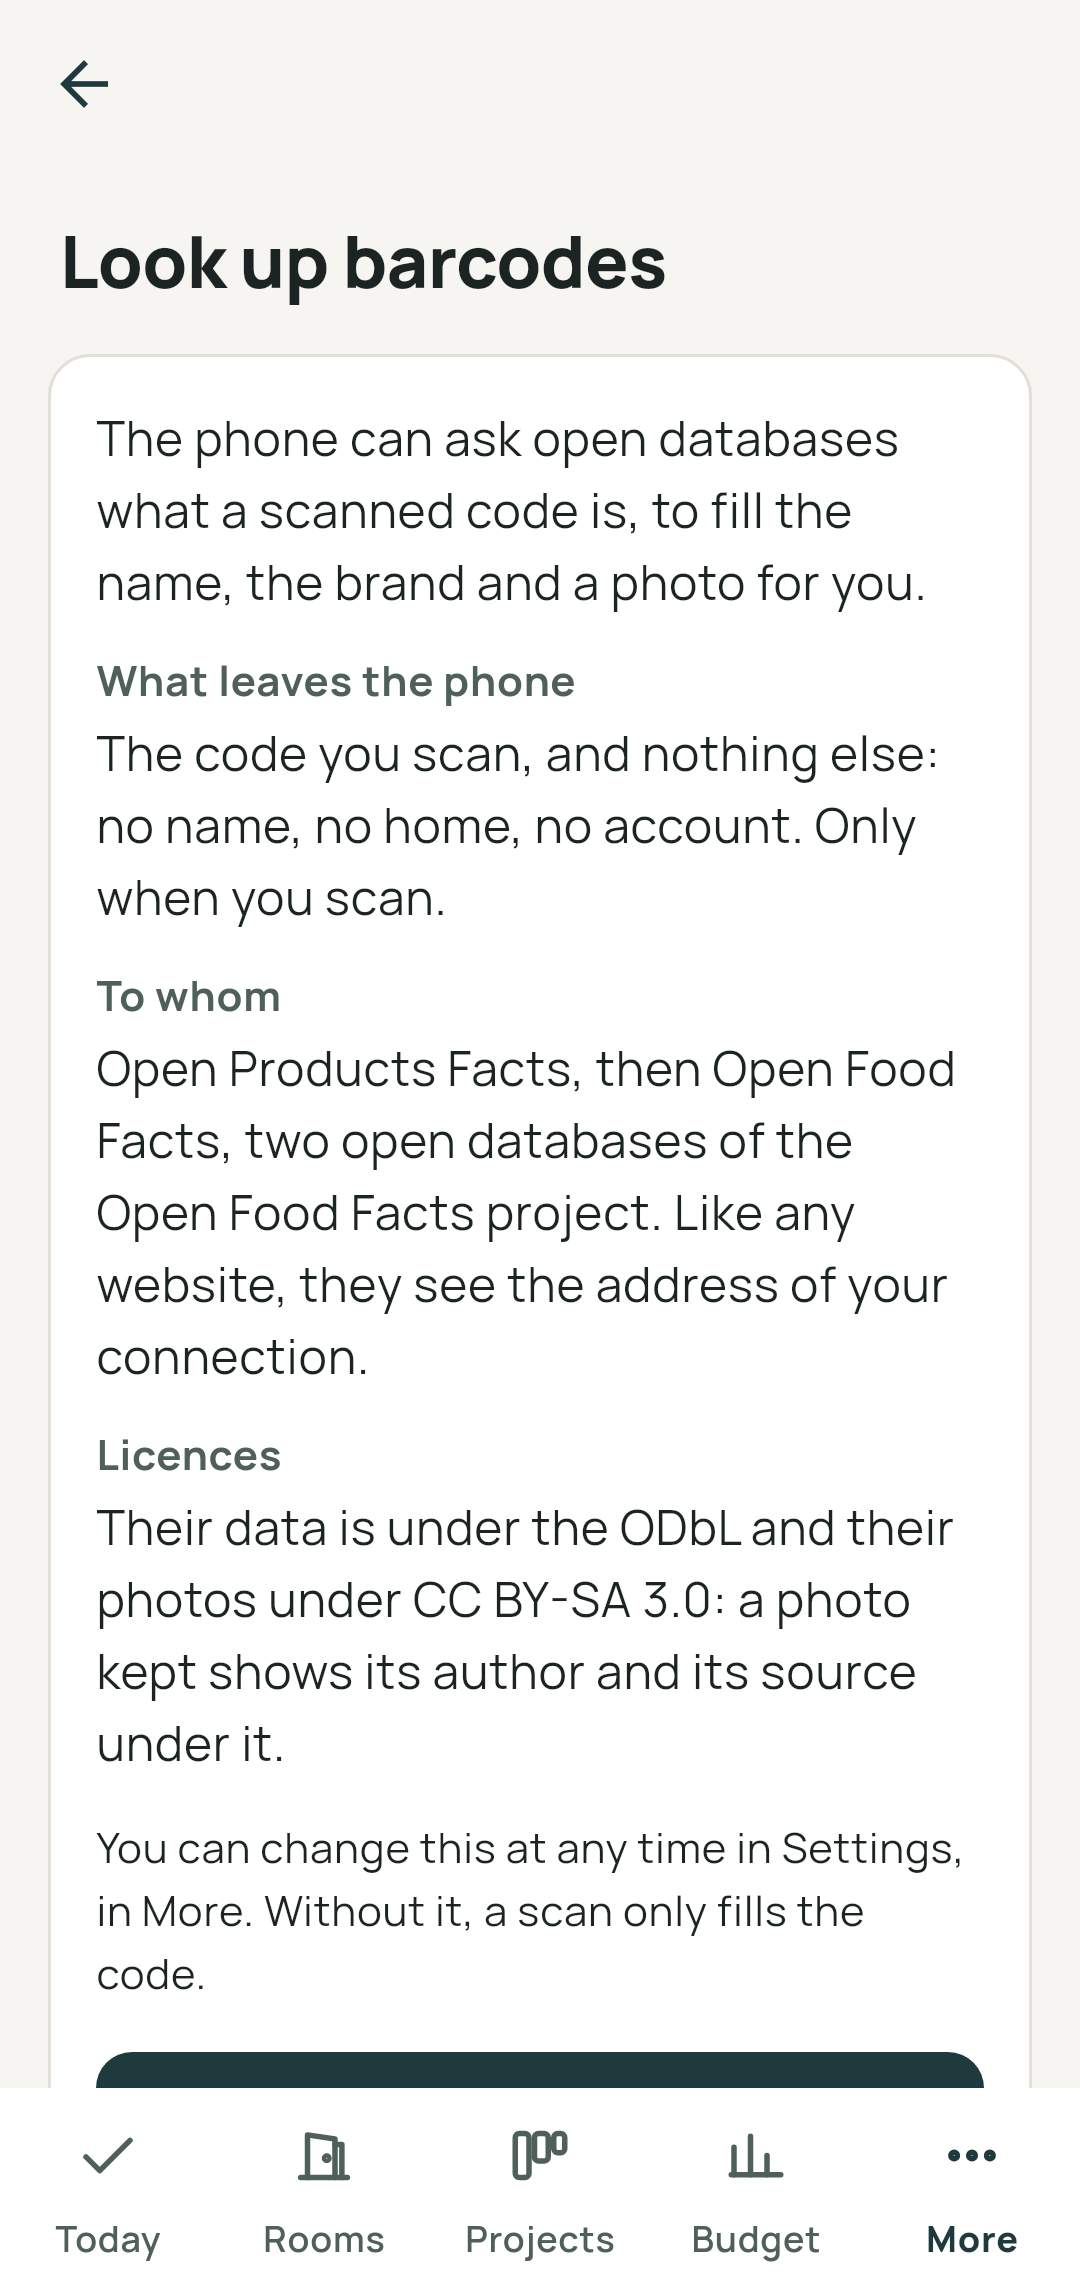 Look up barcodes
The phone can ask open databases
what a scanned code is, to fill the
name, the brand and a photo for you.
What leaves the phone
The code you scan, and nothing else:
no name, no home, no account. Only
when you scan.
To whom
Open Products Facts, then Open Food
Facts, two open databases of the
Open Food Facts project. Like any
website, they see the address of your
connection.
Licences
Their data is under the ODbL and their
photos under CC BY-SA 3.0: a photo
kept shows its author and its source
under it.
You can change this at any time in Settings,
in More. Without it, a scan only fills the
code.
Today Rooms Projects Budget More